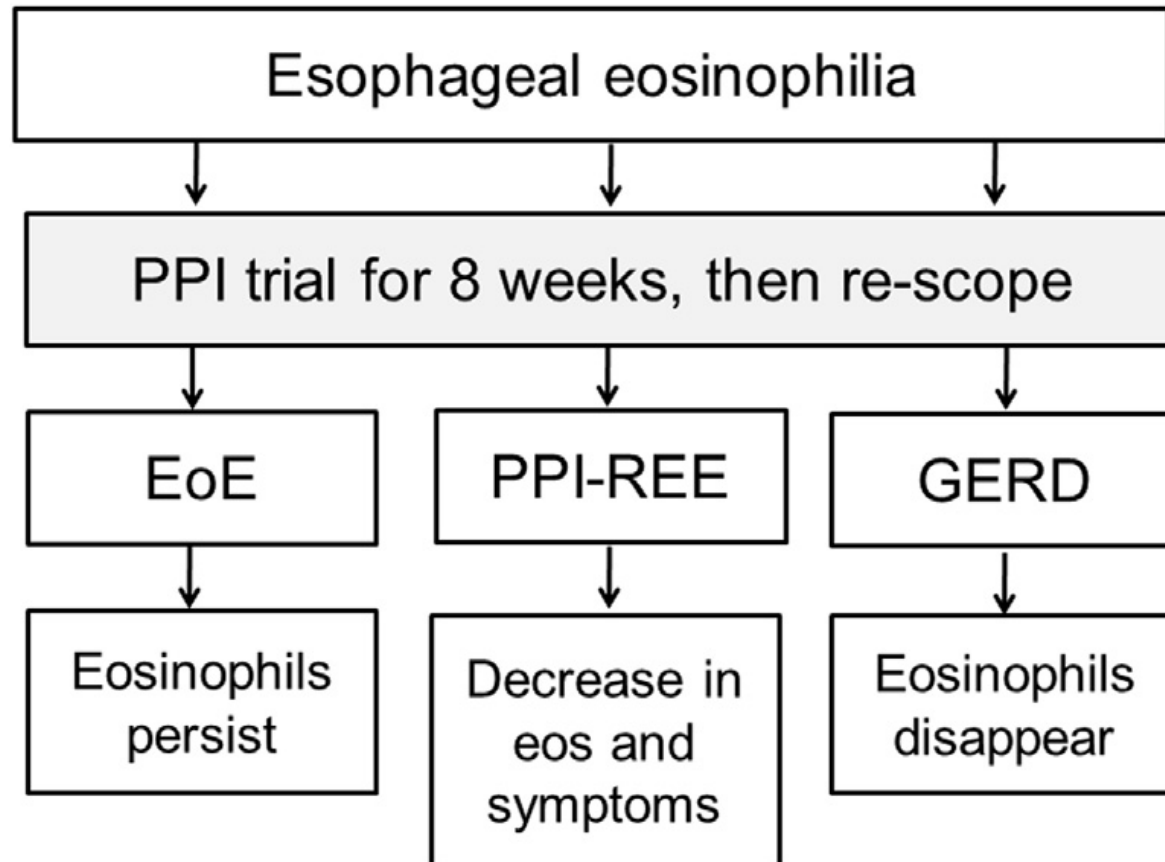 Esophageal eosinophilia
PPI trial for 8 weeks, then re-scope
EoE
PPI-REE
GERD
Eosinophils
persist
Decrease in
eos and
symptoms
Eosinophils
disappear